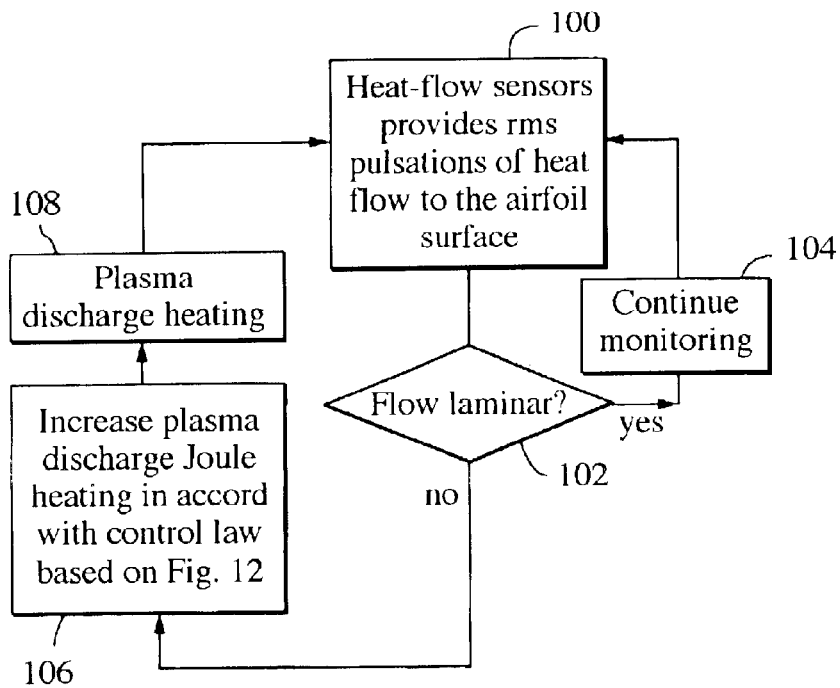 100
Heat-flow sensors
provides rms
pulsations of heat
flow to the airfoil
surface
108
Plasma
discharge heating
104
Continue
monitoring
Flow laminar?
yes
102
no
Increase plasma
discharge Joule
heating in accord
with control law
based on Fig. 12
106